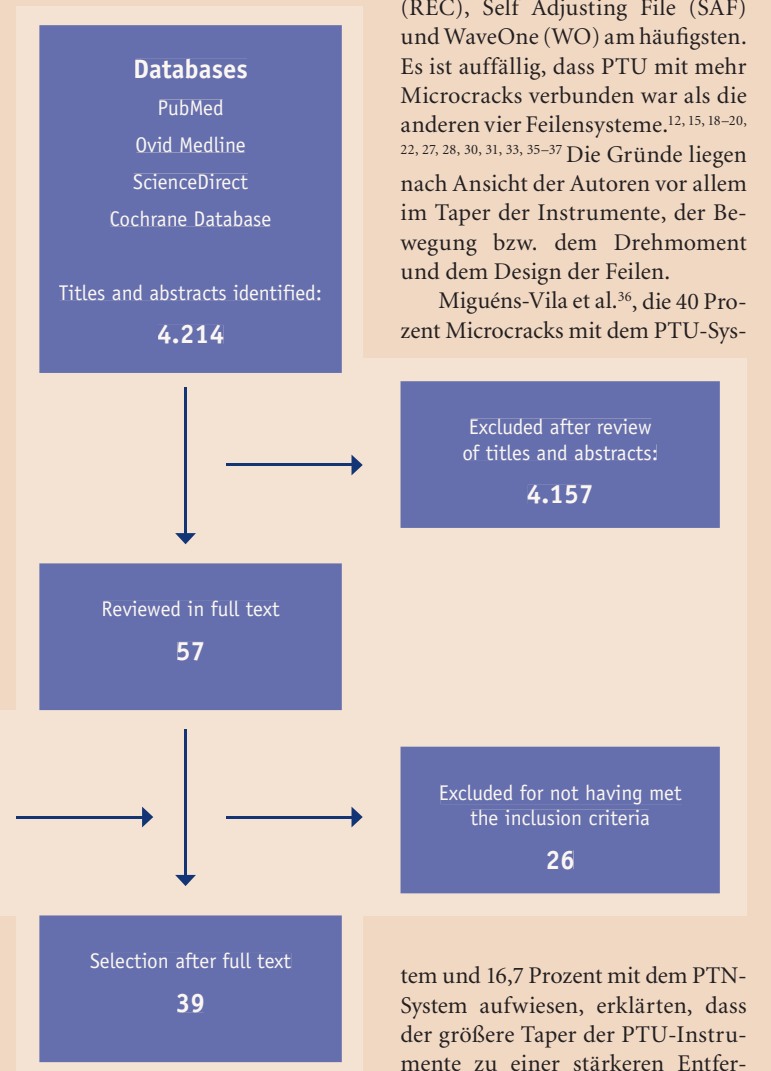 Databases
PubMed
Ovid Medline
ScienceDirect
Cochrane Database
Titles and abstracts identified:
4.214
Excluded after review
of titles and abstracts:
4.157
Reviewed in full text
57
Excluded for not having met
the inclusion criteria
26
Selection after full text
39
(REC), Self Adjusting File (SAF)
und WaveOne (WO) am häufigsten.
Es ist auffällig, dass PTU mit mehr
Microcracks verbunden war als die
anderen vier Feilensysteme.12, 15, 18–20,
22, 27, 28, 30, 31, 33, 35–37 Die Gründe liegen
nach Ansicht der Autoren vor allem
im Taper der Instrumente, der Be-
wegung bzw. dem Drehmoment
und dem Design der Feilen.
Miguéns-Vila et al.36, die 40 Pro-
zent Microcracks mit dem PTU-Sys-
tem und 16,7 Prozent mit dem PTN-
System aufwiesen, erklärten, dass
der größere Taper der PTU-Instru-
mente zu einer stärkeren Entfer-